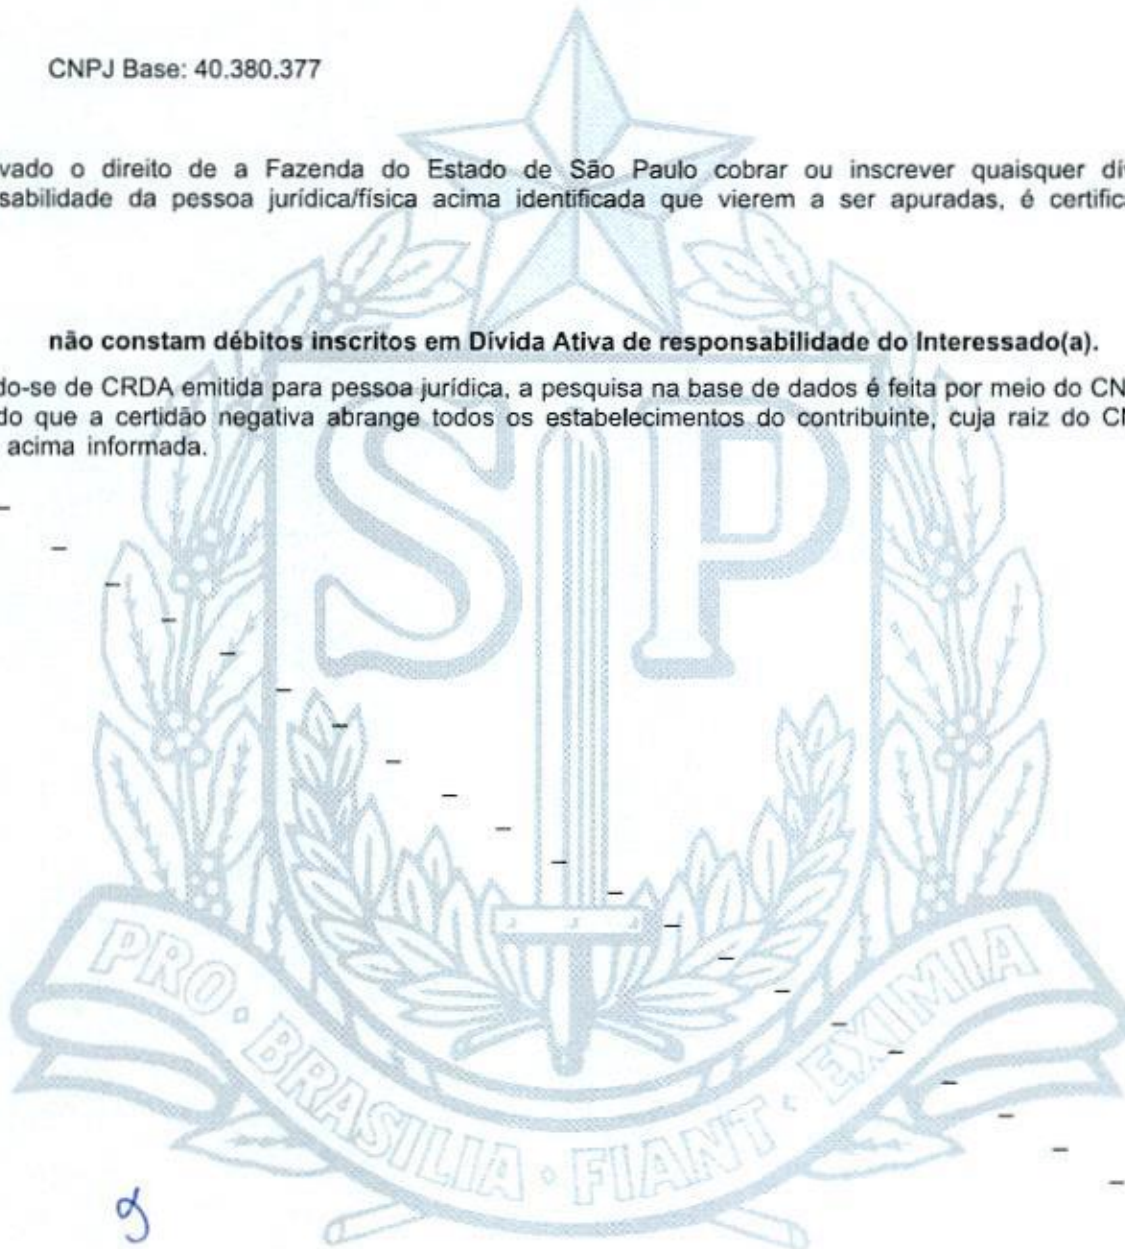 CNPJ Base: 40.380.377
vado o direito de a Fazenda do Estado de São Paulo cobrar ou inscrever quaisquer dív
sabilidade da pessoa jurídica/física acima identificada que vierem a ser apuradas, é certific
não constam débitos inscritos em Dívida Ativa de responsabilidade do Interessado(a).
do-se de CRDA emitida para pessoa jurídica, a pesquisa na base de dados é feita por meio do CN
do que a certidão negativa abrange todos os estabelecimentos do contribuinte, cuja raiz do CN
acima informada.
SP
PRO · BRASILIA · FIANT · EXIMIA